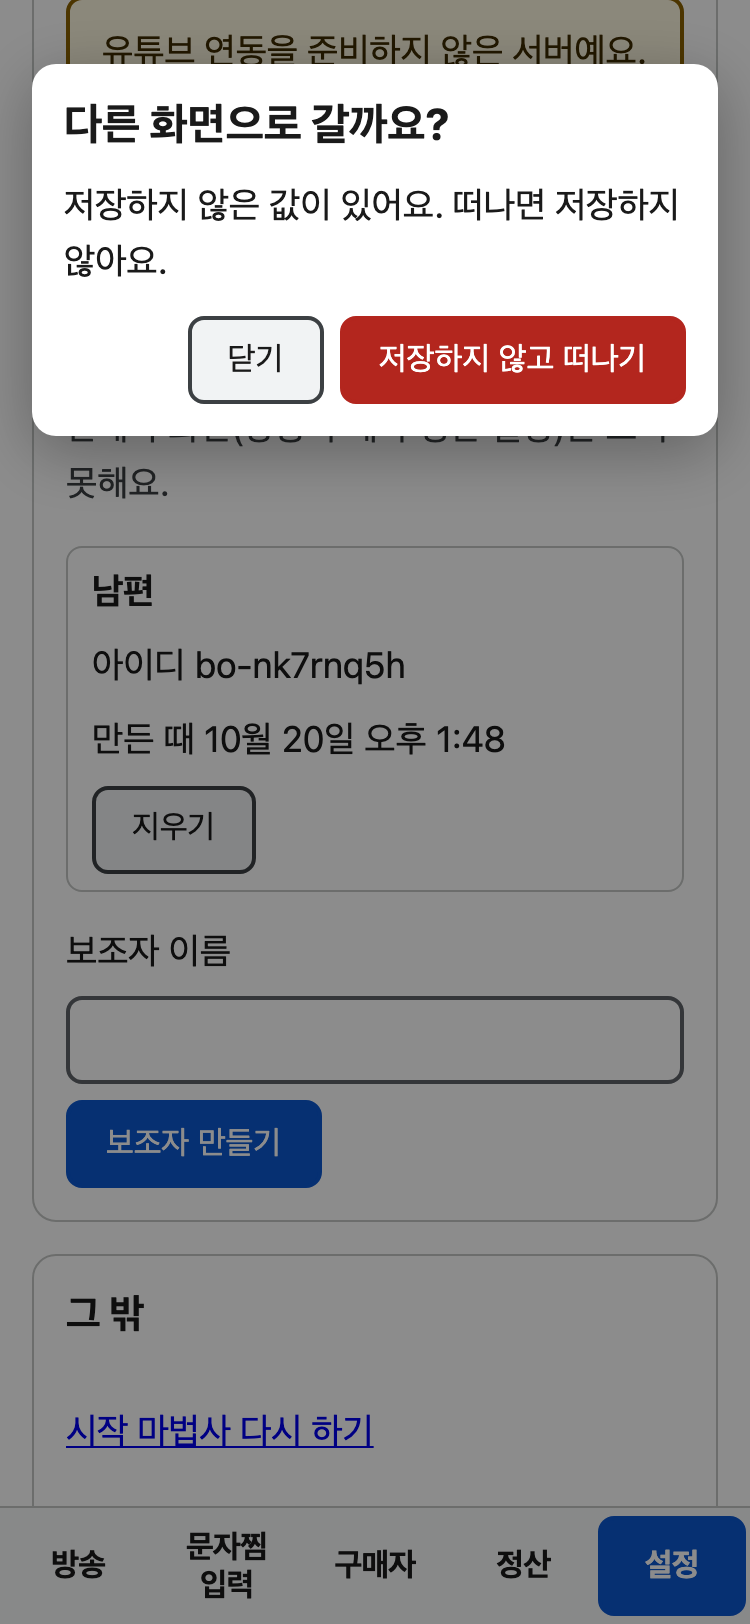 유튜브 연동을 준비하지 않은 서버예요.
다른 화면으로 갈까요?
저장하지 않은 값이 있어요. 떠나면 저장하지
않아요.
닫기
저장하지 않고 떠나기
못해요.
남편
아이디 bo-nk7rnq5h
만든 때 10월 20일 오후 1:48
지우기
보조자 이름
보조자 만들기
그 밖
시작 마법사 다시 하기
방송
문자찜
입력
구매자
정산
설정